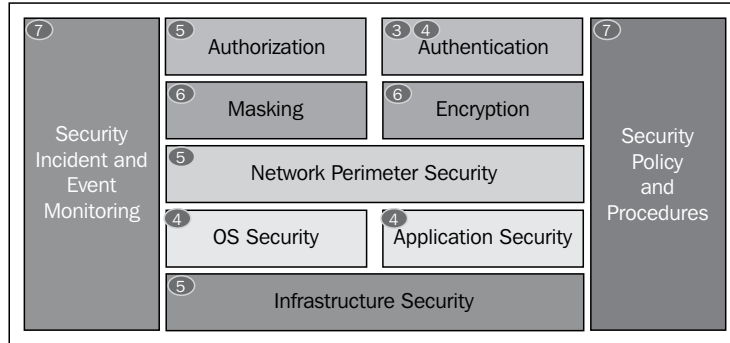 7
Security
Incident and
Event
Monitoring
5
Authorization
3 4
Authentication
6
Masking
6
Encryption
5
Network Perimeter Security
4
OS Security
4
Application Security
5
Infrastructure Security
7
Security
Policy
and
Procedures